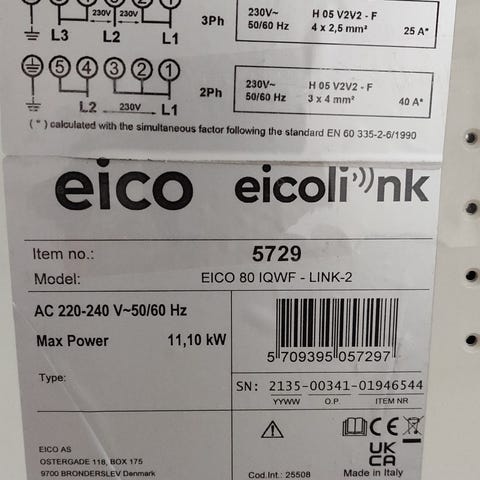 3Ph
230V 230V
L3 L2 L1
230V~
50/60 Hz
H 05 V2V2 - F
4 x 2,5 mm²
25 A*
5 4 3 2 1
2Ph
L2 230V L1
230V~
50/60 Hz
H 05 V2V2 - F
3 x 4 mm²
40 A*
( * ) calculated with the simultaneous factor following the standard EN 60 335-2-6/1990
eico eicolink
Item no.: 5729
Model: EICO 80 IQWF - LINK-2
AC 220-240 V~50/60 Hz
Max Power 11,10 kW
5 709395 057297
Type:
SN: 2135-00341-01946544
YYWW O.P. ITEM NR
CE
UK
CA
EICO AS
OSTERGADE 118, BOX 175
9700 BRONDERSLEV Denmark
Cod.Int.: 25508
Made in Italy